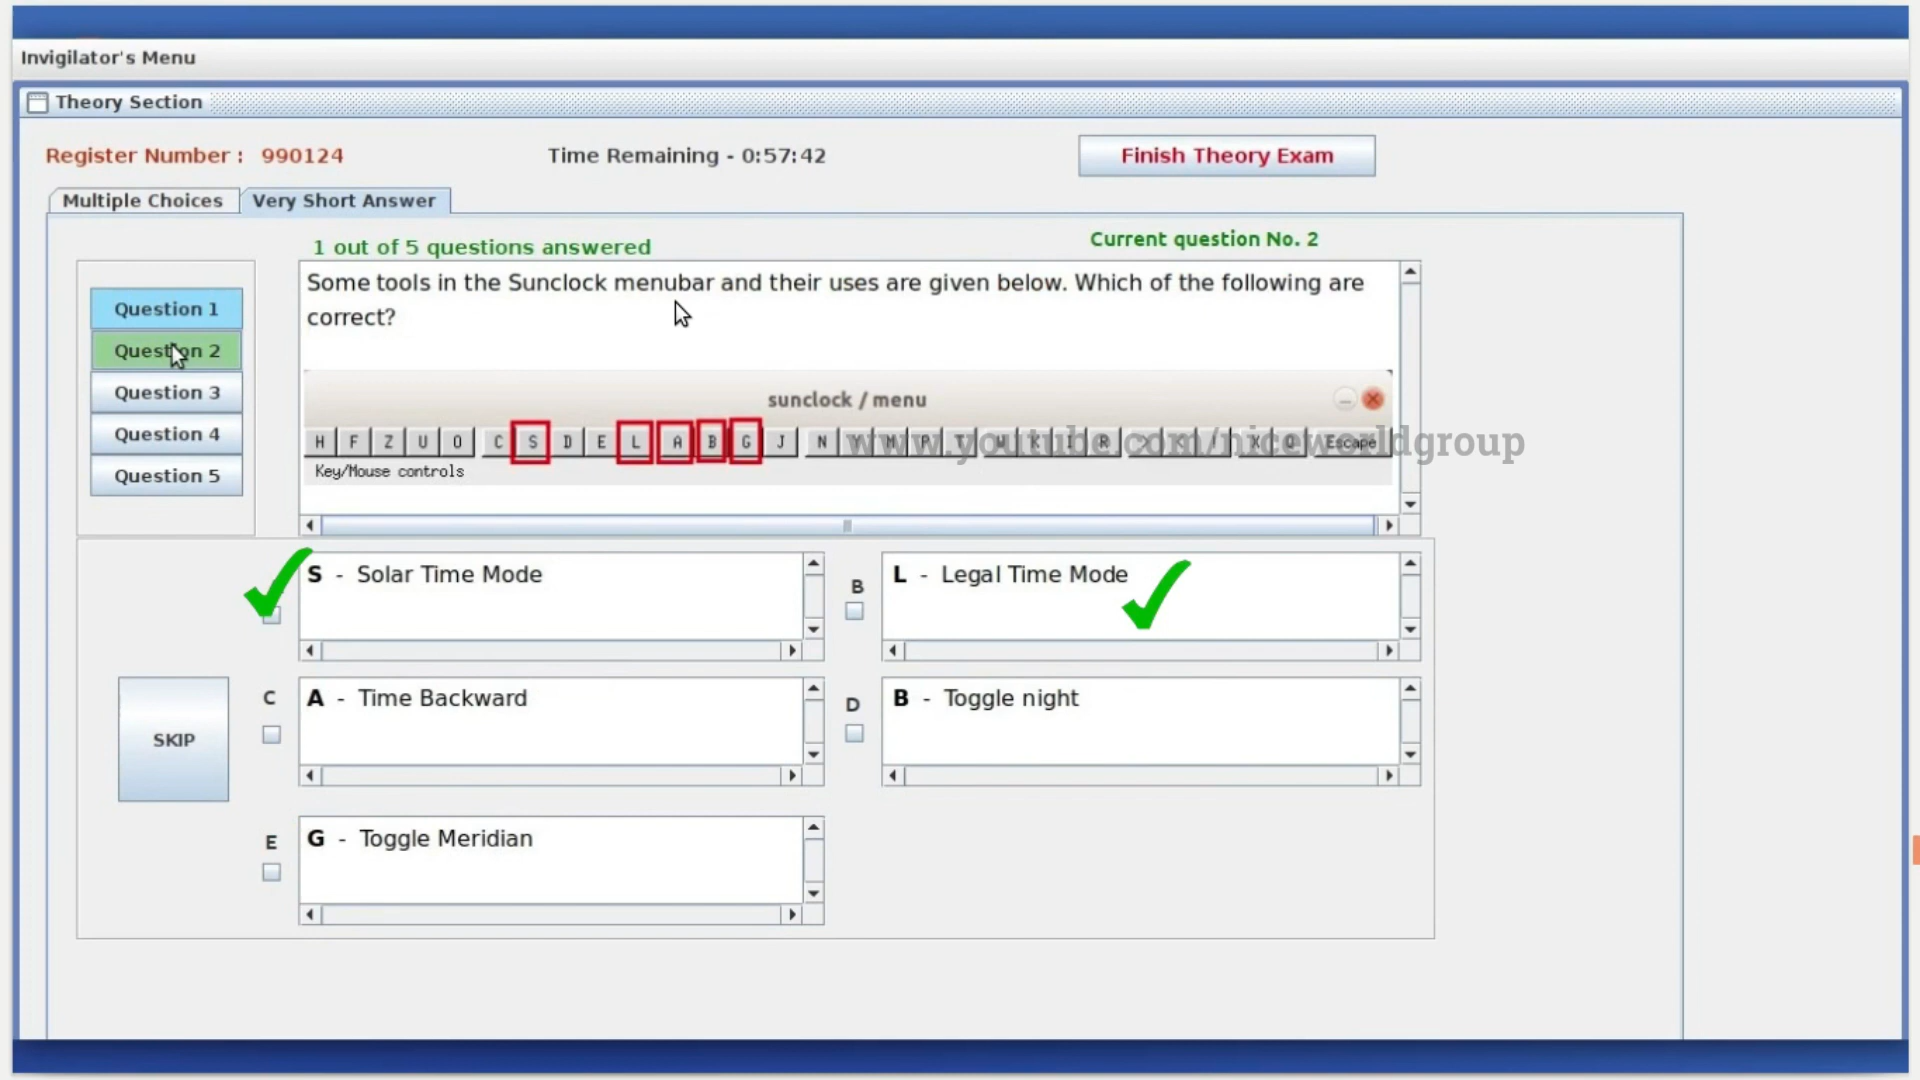 Invigilator's Menu
Theory Section
Register Number : 990124
Time Remaining - 0:57:42
Finish Theory Exam
Multiple Choices
Very Short Answer
1 out of 5 questions answered
Current question No. 2
Question 1
Question 2
Question 3
Question 4
Question 5
Some tools in the Sunclock menubar and their uses are given below. Which of the following are
correct?
sunclock / menu
H F Z U O C S D E L A B G J N W M P T W K I R X Q Escape
www.youtube.com/niceworldgroup
Key/Mouse controls
S - Solar Time Mode
B
L - Legal Time Mode
C
A - Time Backward
D
B - Toggle night
SKIP
E
G - Toggle Meridian